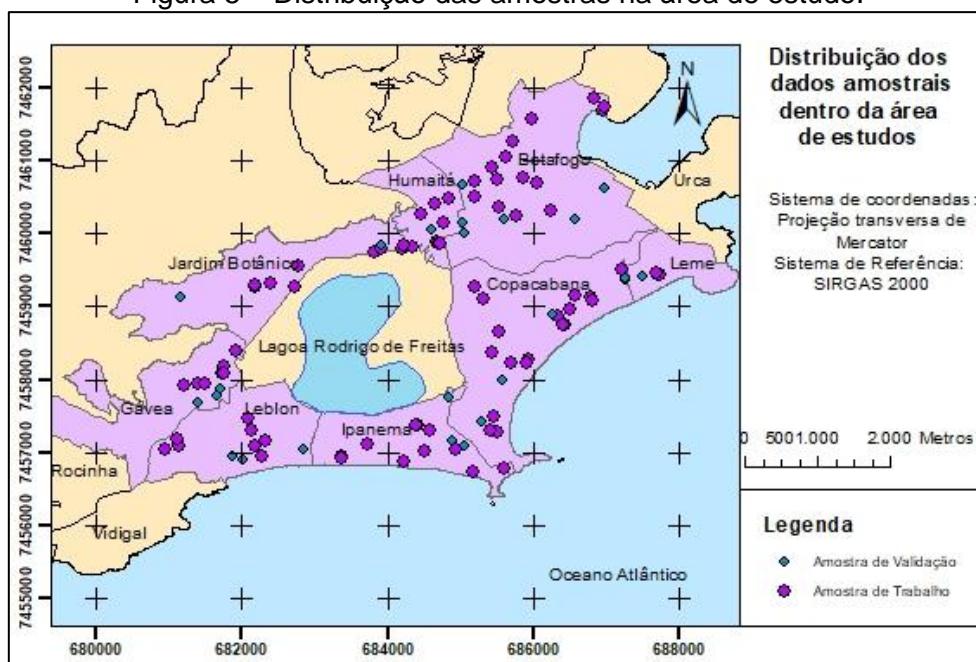 Figura 3 – Distribuição das amostras na área de estudo.
Distribuição dos
dados amostrais
dentro da área
de estudos
N
Sistema de coordenadas:
Projeção transversa de
Mercator
Sistema de Referência:
SIRGAS 2000
0 500 1.000 2.000 Metros
Legenda
Amostra de Validação
Amostra de Trabalho
Botafogo
Humaitá
Urca
Jardim Botânico
Copacabana
Leme
Lagoa Rodrigo de Freitas
Gávea
Leblon
Ipanema
Rocinha
Vidigal
Oceano Atlântico
7462000
7461000
7460000
7459000
7458000
7457000
7456000
7455000
680000 682000 684000 686000 688000